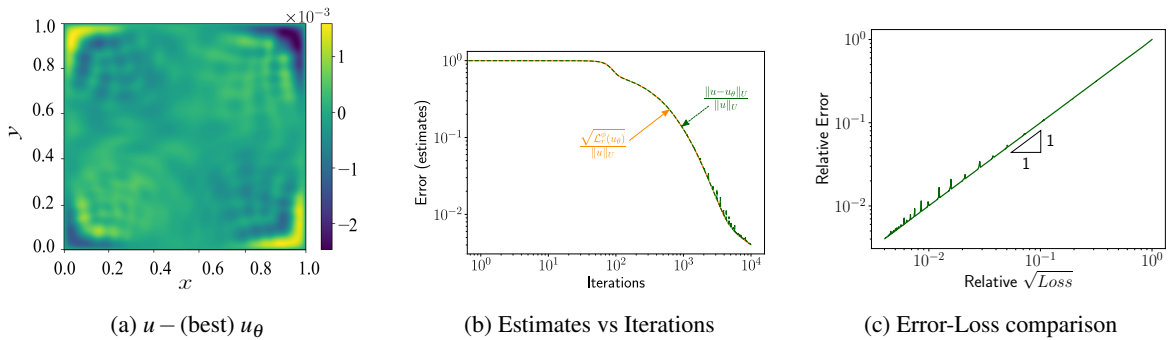 ×10⁻³
1.0
0.8
0.6
0.4
0.2
0.0
y
0.0 0.2 0.4 0.6 0.8 1.0
x
1
0
−1
−2
(a) u − (best) u_θ
10⁰
10⁻¹
10⁻²
Error (estimates)
‖u−u_θ‖_U / ‖u‖_U
√(𝓛_r^ϕ(u_θ)) / ‖u‖_U
10⁰ 10¹ 10² 10³ 10⁴
Iterations
(b) Estimates vs Iterations
10⁰
10⁻¹
10⁻²
Relative Error
1
1
10⁻² 10⁻¹ 10⁰
Relative √Loss
(c) Error-Loss comparison